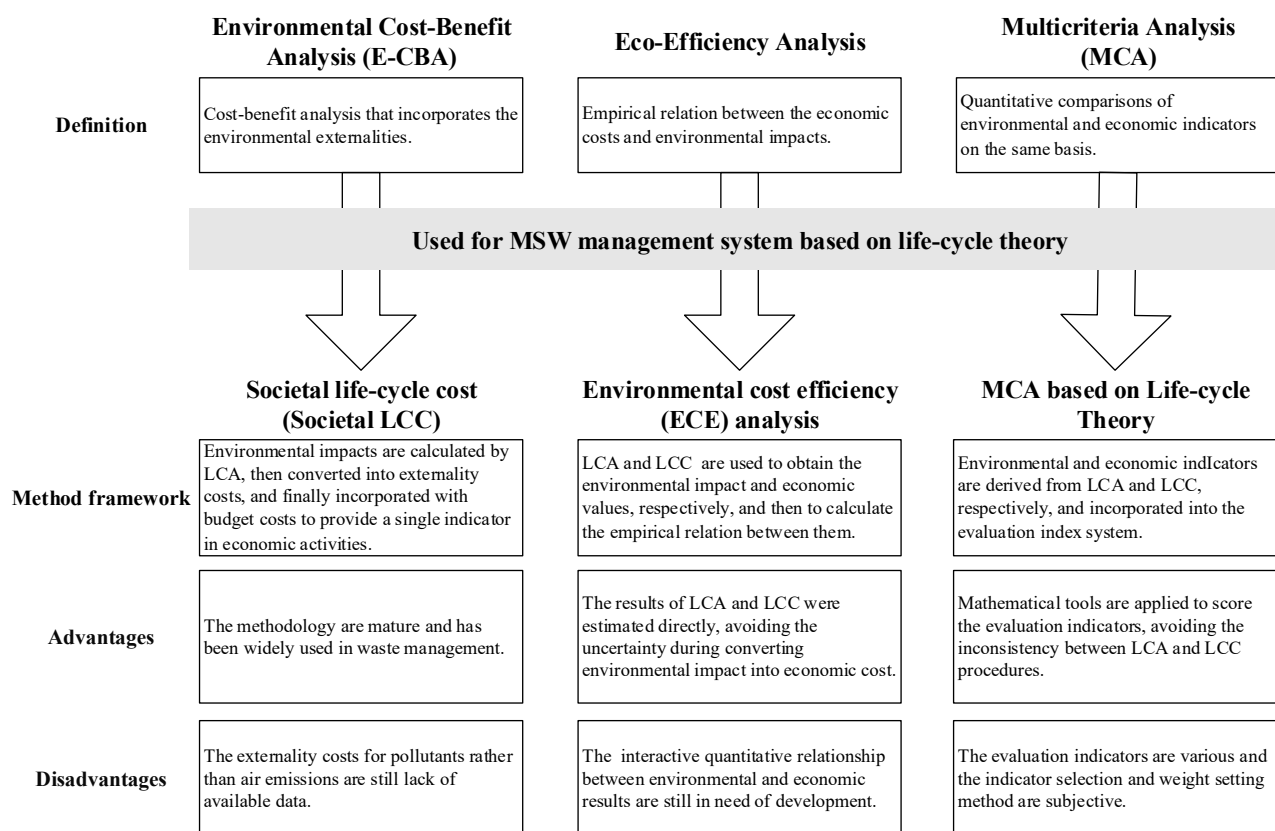 Environmental Cost-Benefit
Analysis (E-CBA)
Eco-Efficiency Analysis
Multicriteria Analysis
(MCA)
Definition
Cost-benefit analysis that incorporates the
environmental externalities.
Empirical relation between the economic
costs and environmental impacts.
Quantitative comparisons of
environmental and economic indicators
on the same basis.
Used for MSW management system based on life-cycle theory
Societal life-cycle cost
(Societal LCC)
Environmental cost efficiency
(ECE) analysis
MCA based on Life-cycle
Theory
Method framework
Environmental impacts are calculated by
LCA, then converted into externality
costs, and finally incorporated with
budget costs to provide a single indicator
in economic activities.
LCA and LCC are used to obtain the
environmental impact and economic
values, respectively, and then to calculate
the empirical relation between them.
Environmental and economic indIcators
are derived from LCA and LCC,
respectively, and incorporated into the
evaluation index system.
Advantages
The methodology are mature and has
been widely used in waste management.
The results of LCA and LCC were
estimated directly, avoiding the
uncertainty during converting
environmental impact into economic cost.
Mathematical tools are applied to score
the evaluation indicators, avoiding the
inconsistency between LCA and LCC
procedures.
Disadvantages
The externality costs for pollutants rather
than air emissions are still lack of
available data.
The interactive quantitative relationship
between environmental and economic
results are still in need of development.
The evaluation indicators are various and
the indicator selection and weight setting
method are subjective.